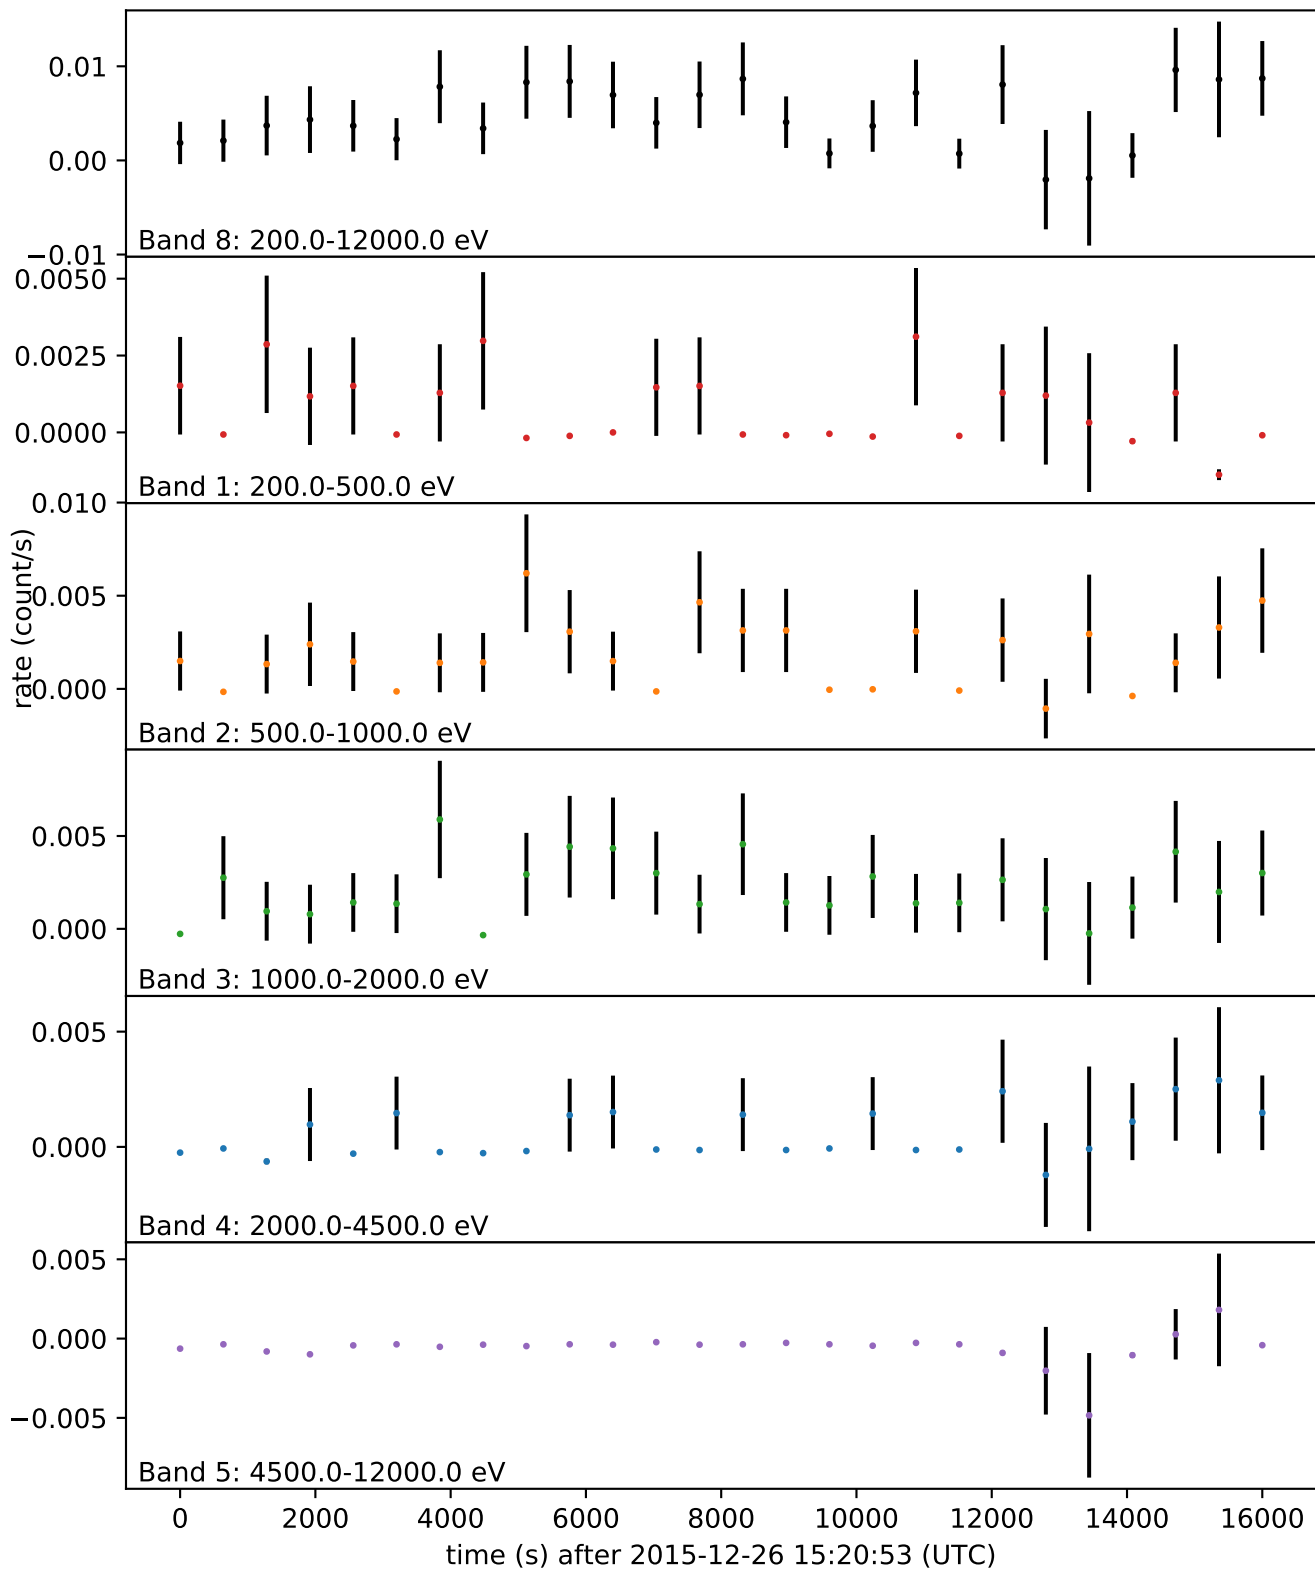 0.01
0.00
−0.01
Band 8: 200.0-12000.0 eV
0.0050
0.0025
0.0000
Band 1: 200.0-500.0 eV
0.010
0.005
0.000
Band 2: 500.0-1000.0 eV
rate (count/s)
0.005
0.000
Band 3: 1000.0-2000.0 eV
0.005
0.000
Band 4: 2000.0-4500.0 eV
0.005
0.000
−0.005
Band 5: 4500.0-12000.0 eV
0 2000 4000 6000 8000 10000 12000 14000 16000
time (s) after 2015-12-26 15:20:53 (UTC)